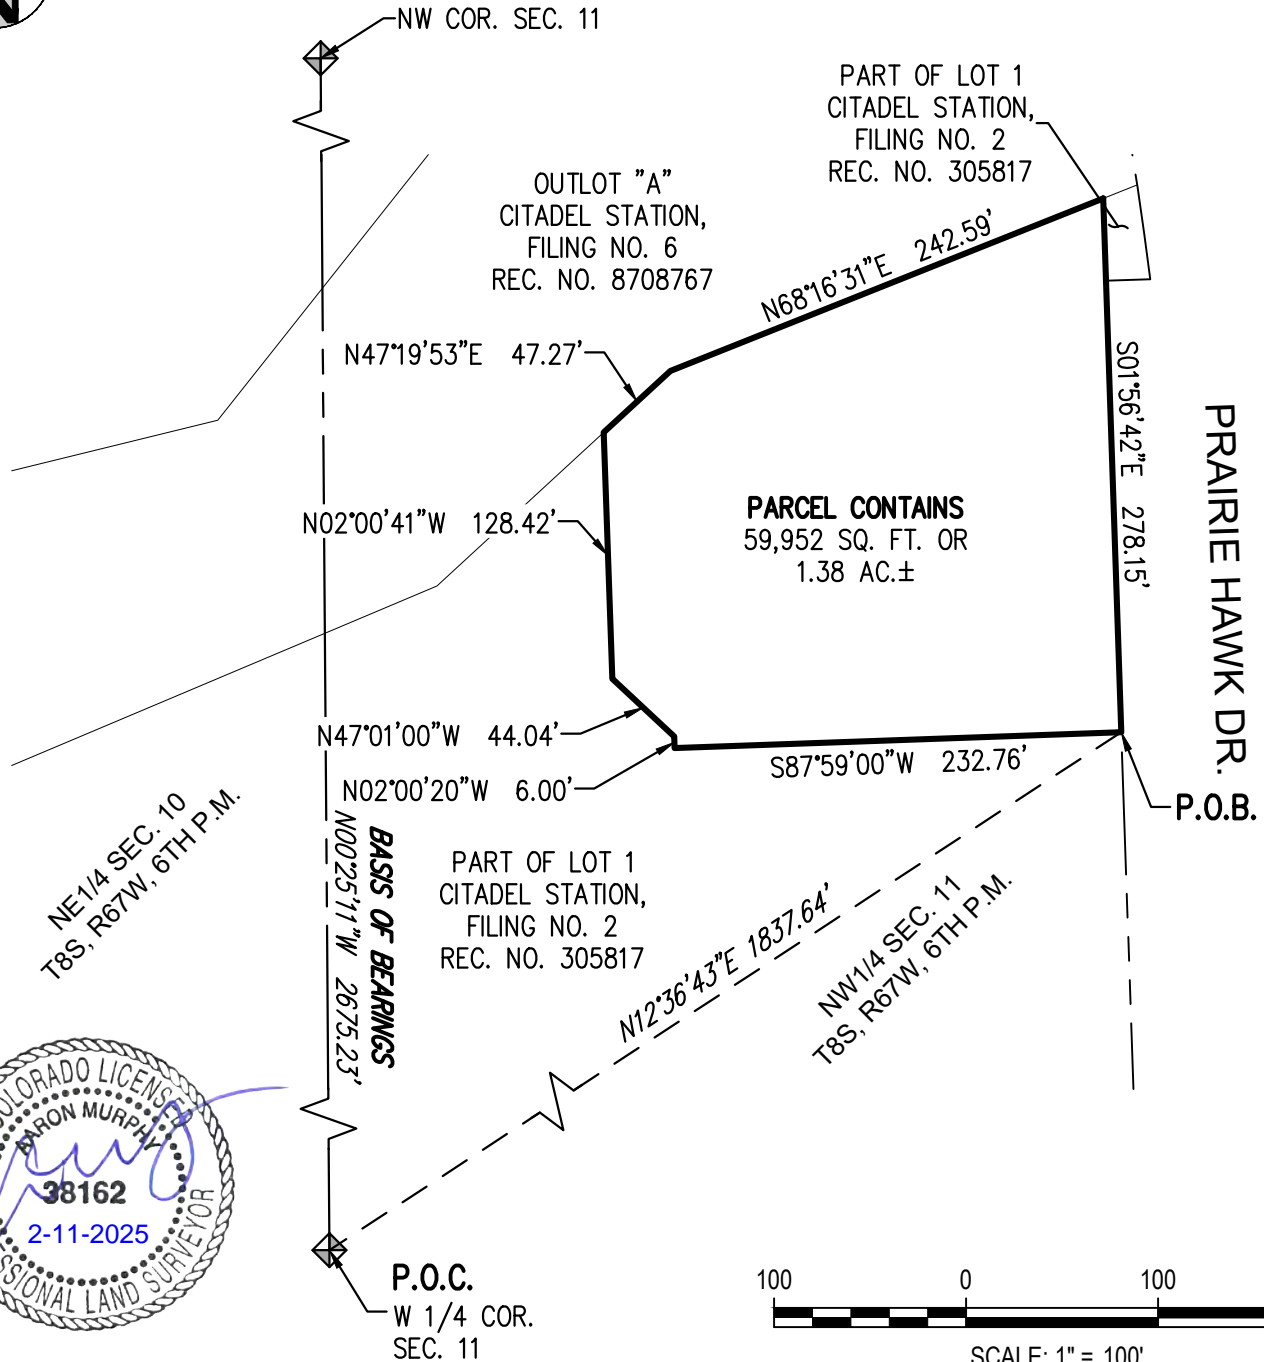 NW COR. SEC. 11
PART OF LOT 1
CITADEL STATION,
FILING NO. 2
REC. NO. 305817
OUTLOT "A"
CITADEL STATION,
FILING NO. 6
REC. NO. 8708767
N68°16'31"E 242.59'
N47°19'53"E 47.27'
S01°56'42"E 278.15'
PRAIRIE HAWK DR.
N02°00'41"W 128.42'
PARCEL CONTAINS
59,952 SQ. FT. OR
1.38 AC.±
N47°01'00"W 44.04'
S87°59'00"W 232.76'
N02°00'20"W 6.00'
P.O.B.
NE1/4 SEC. 10
T8S, R67W, 6TH P.M.
BASIS OF BEARINGS
N00°25'11"W 2675.23'
PART OF LOT 1
CITADEL STATION,
FILING NO. 2
REC. NO. 305817
N12°36'43"E 1837.64'
NW1/4 SEC. 11
T8S, R67W, 6TH P.M.
COLORADO LICENSED
AARON MURPHY
38162
2-11-2025
SSIONAL LAND SURVEYOR
P.O.C.
W 1/4 COR.
SEC. 11
100 0 100
SCALE: 1" = 100'